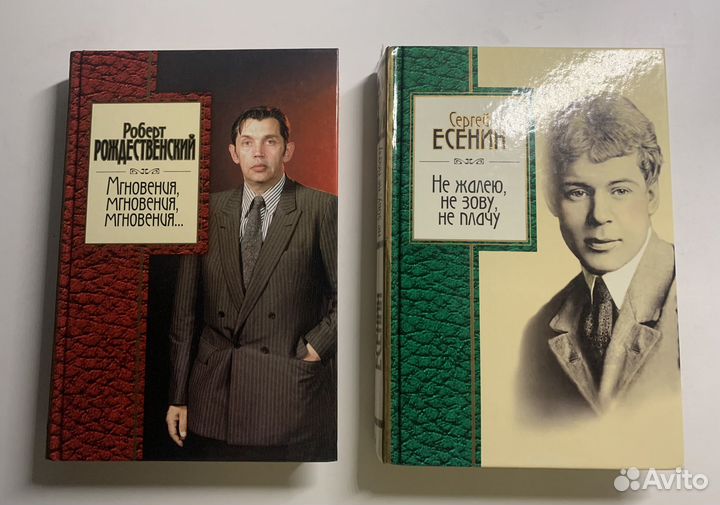 Роберт
РОЖДЕСТВЕНСКИЙ
Мгновения,
мгновения,
мгновения...
Сергей
ЕСЕНИН
Не жалею,
не зову,
не плачу
Avito